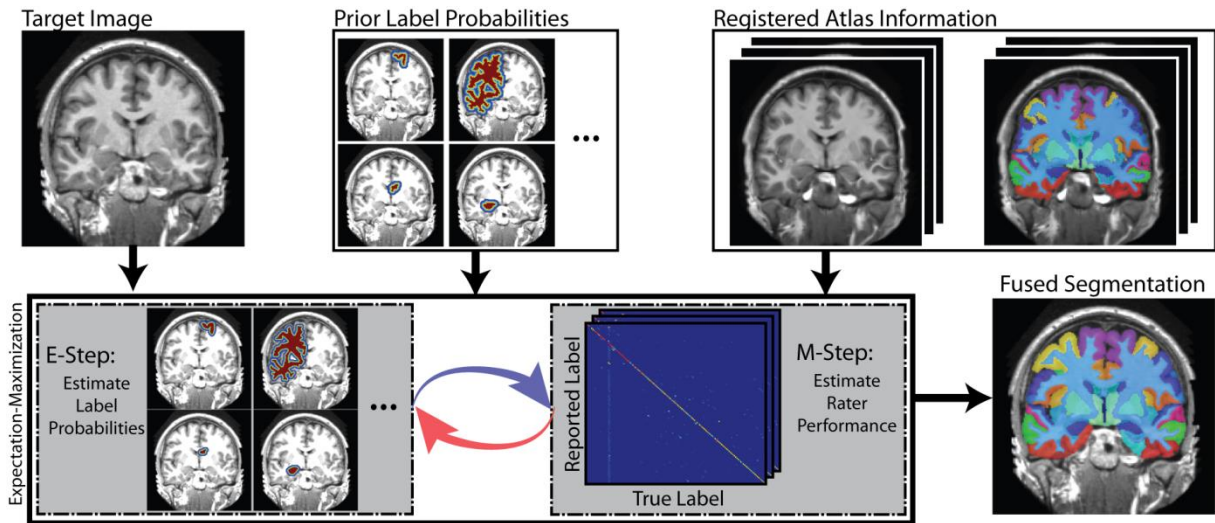 Target Image
Prior Label Probabilities
Registered Atlas Information
...
Fused Segmentation
Expectation-Maximization
E-Step:
Estimate
Label
Probabilities
...
Reported Label
True Label
M-Step:
Estimate
Rater
Performance